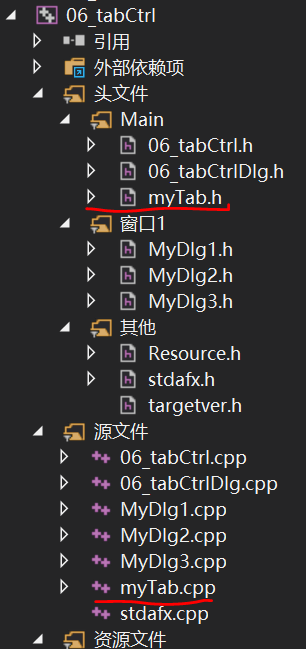 06_tabCtrl
引用
外部依赖项
头文件
Main
06_tabCtrl.h
06_tabCtrlDlg.h
myTab.h
窗口1
MyDlg1.h
MyDlg2.h
MyDlg3.h
其他
Resource.h
stdafx.h
targetver.h
源文件
06_tabCtrl.cpp
06_tabCtrlDlg.cpp
MyDlg1.cpp
MyDlg2.cpp
MyDlg3.cpp
myTab.cpp
stdafx.cpp
资源文件